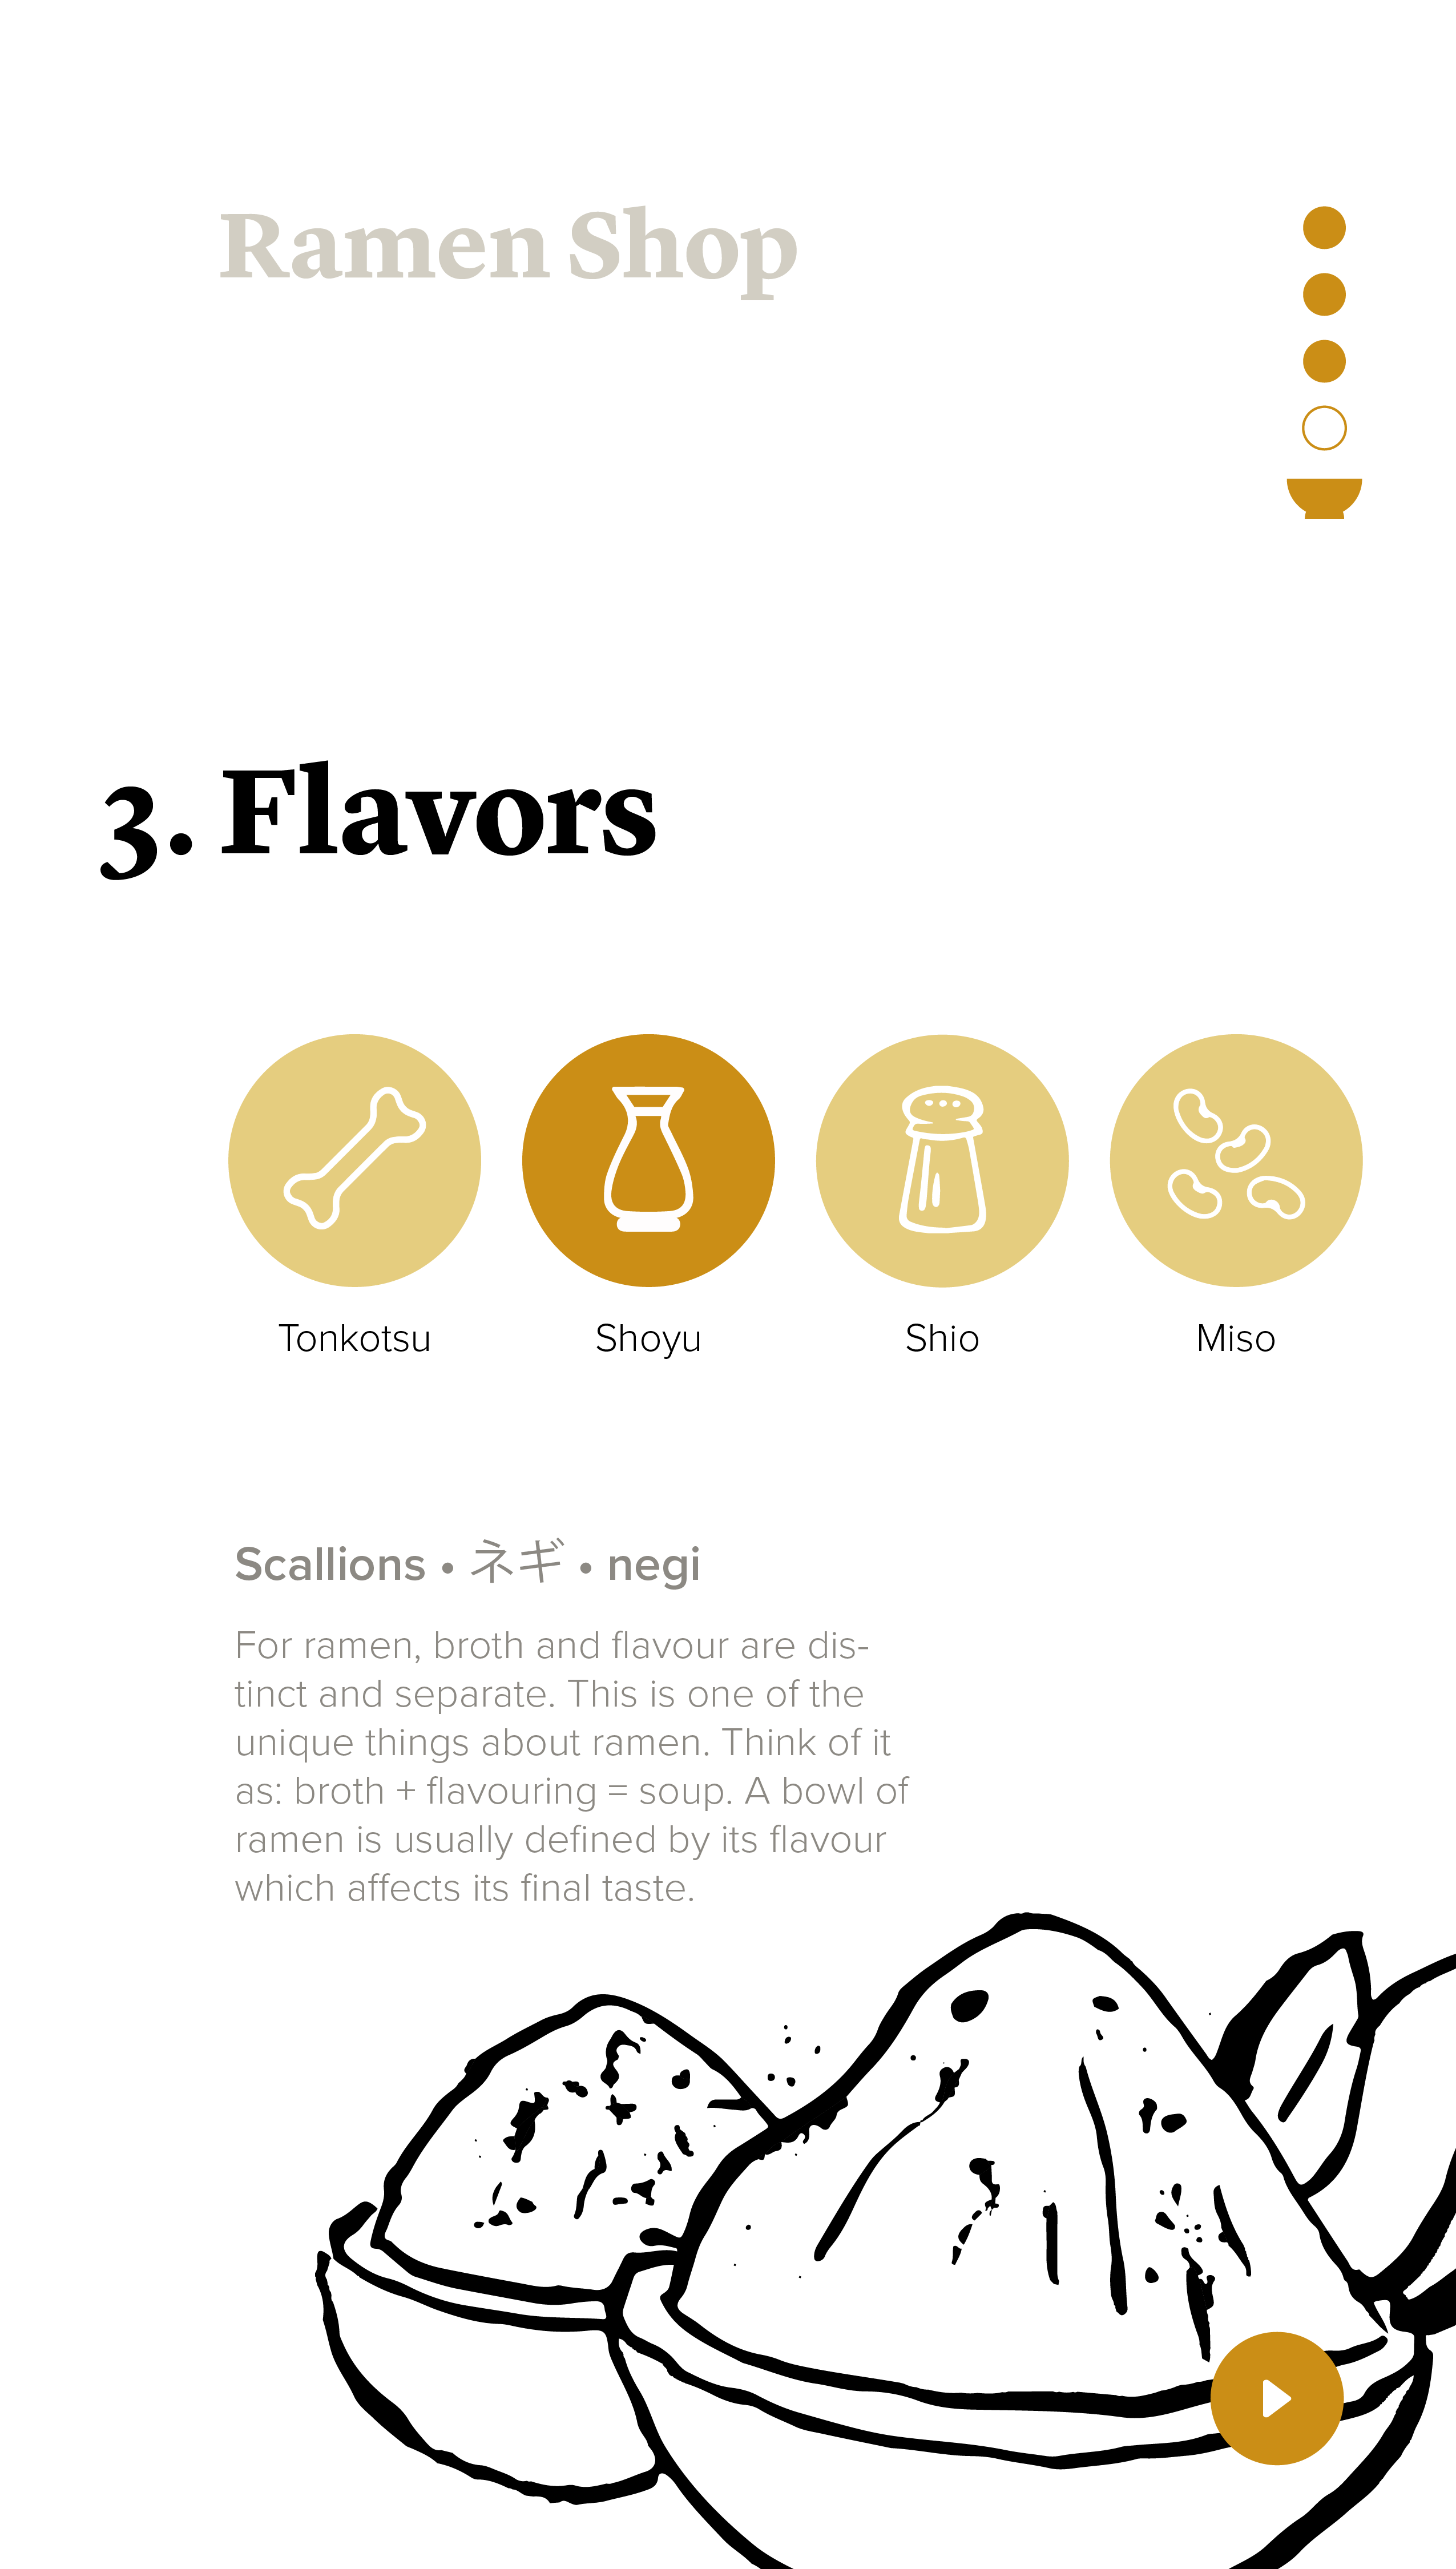 Ramen Shop
3. Flavors
Tonkotsu
Shoyu
Shio
Miso
Scallions • ネギ • negi
For ramen, broth and flavour are dis-
tinct and separate. This is one of the
unique things about ramen. Think of it
as: broth + flavouring = soup. A bowl of
ramen is usually defined by its flavour
which affects its final taste.